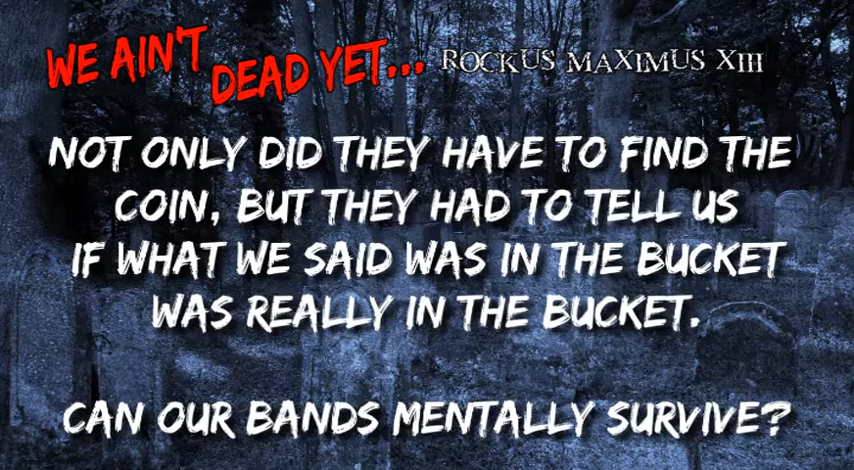 WE AIN'T DEAD YET... ROCKUS MAXIMUS XIII
NOT ONLY DID THEY HAVE TO FIND THE
COIN, BUT THEY HAD TO TELL US
IF WHAT WE SAID WAS IN THE BUCKET
WAS REALLY IN THE BUCKET.
CAN OUR BANDS MENTALLY SURVIVE?